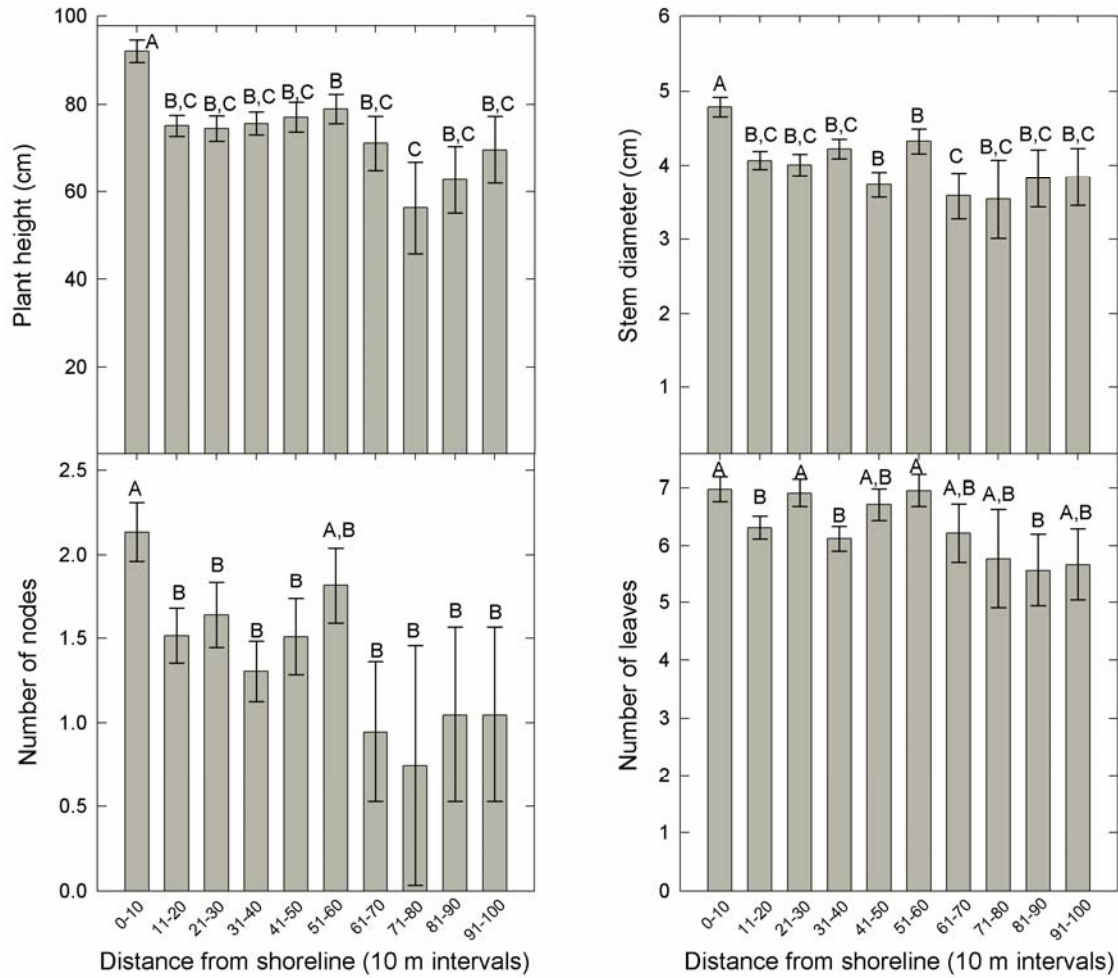 Plant height (cm)
100
80
60
40
20
A
B,C
B,C
B,C
B,C
B
B,C
C
B,C
B,C
Stem diameter (cm)
6
5
4
3
2
1
A
B,C
B,C
B,C
B
B
C
B,C
B,C
B,C
Number of nodes
2.5
2.0
1.5
1.0
0.5
0.0
A
B
B
B
B
A,B
B
B
B
B
0-10
11-20
21-30
31-40
41-50
51-60
61-70
71-80
81-90
91-100
Distance from shoreline (10 m intervals)
Number of leaves
7
6
5
4
3
2
1
0
A
B
A
B
A,B
A
A,B
A,B
B
A,B
0-10
11-20
21-30
31-40
41-50
51-60
61-70
71-80
81-90
91-100
Distance from shoreline (10 m intervals)